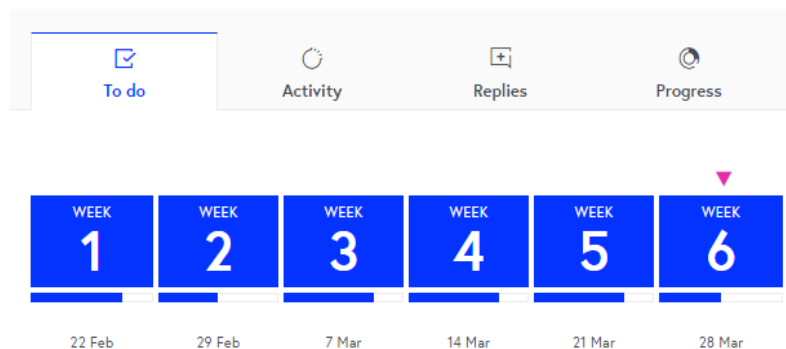 To do
Activity
Replies
Progress
WEEK WEEK WEEK WEEK WEEK WEEK
1 2 3 4 5 6
22 Feb 29 Feb 7 Mar 14 Mar 21 Mar 28 Mar